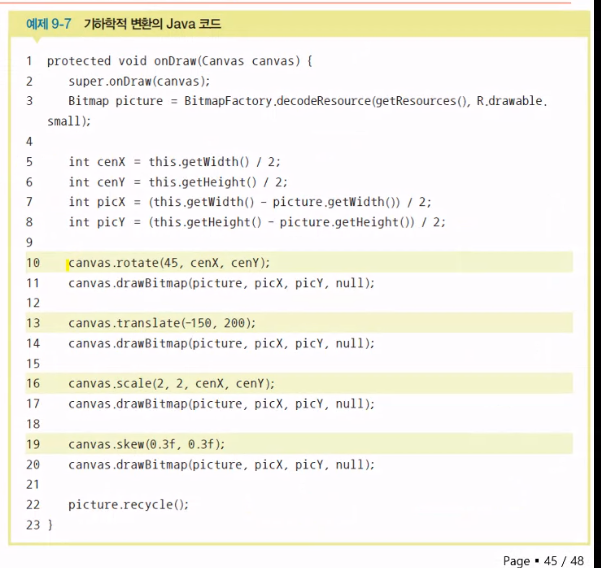 예제 9-7 기하학적 변환의 Java 코드
1 protected void onDraw(Canvas canvas) {
2 super.onDraw(canvas);
3 Bitmap picture = BitmapFactory.decodeResource(getResources(), R.drawable.
small);
4
5 int cenX = this.getWidth() / 2;
6 int cenY = this.getHeight() / 2;
7 int picX = (this.getWidth() - picture.getWidth()) / 2;
8 int picY = (this.getHeight() - picture.getHeight()) / 2;
9
10 canvas.rotate(45, cenX, cenY);
11 canvas.drawBitmap(picture, picX, picY, null);
12
13 canvas.translate(-150, 200);
14 canvas.drawBitmap(picture, picX, picY, null);
15
16 canvas.scale(2, 2, cenX, cenY);
17 canvas.drawBitmap(picture, picX, picY, null);
18
19 canvas.skew(0.3f, 0.3f);
20 canvas.drawBitmap(picture, picX, picY, null);
21
22 picture.recycle();
23 }
Page ▪ 45 / 48